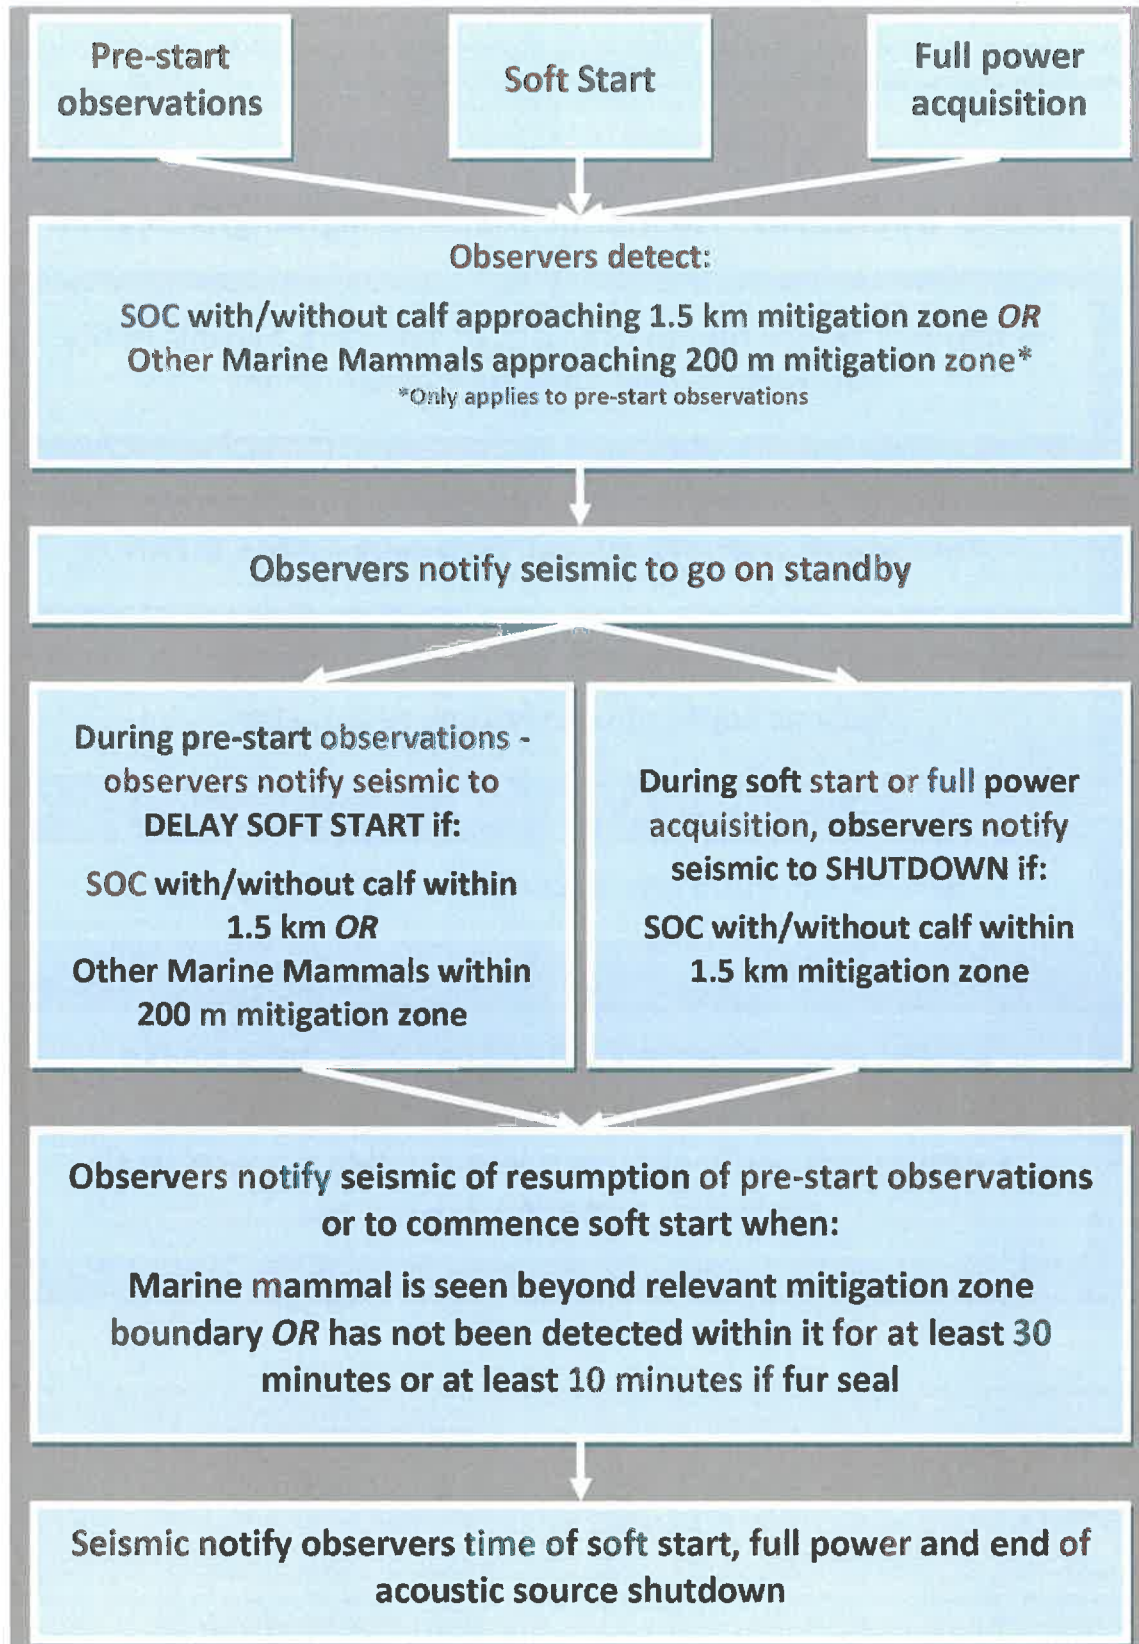 Pre-start
observations
Soft Start
Full power
acquisition
Observers detect:
SOC with/without calf approaching 1.5 km mitigation zone OR
Other Marine Mammals approaching 200 m mitigation zone*
*Only applies to pre-start observations
Observers notify seismic to go on standby
During pre-start observations -
observers notify seismic to
DELAY SOFT START if:
SOC with/without calf within
1.5 km OR
Other Marine Mammals within
200 m mitigation zone
During soft start or full power
acquisition, observers notify
seismic to SHUTDOWN if:
SOC with/without calf within
1.5 km mitigation zone
Observers notify seismic of resumption of pre-start observations
or to commence soft start when:
Marine mammal is seen beyond relevant mitigation zone
boundary OR has not been detected within it for at least 30
minutes or at least 10 minutes if fur seal
Seismic notify observers time of soft start, full power and end of
acoustic source shutdown